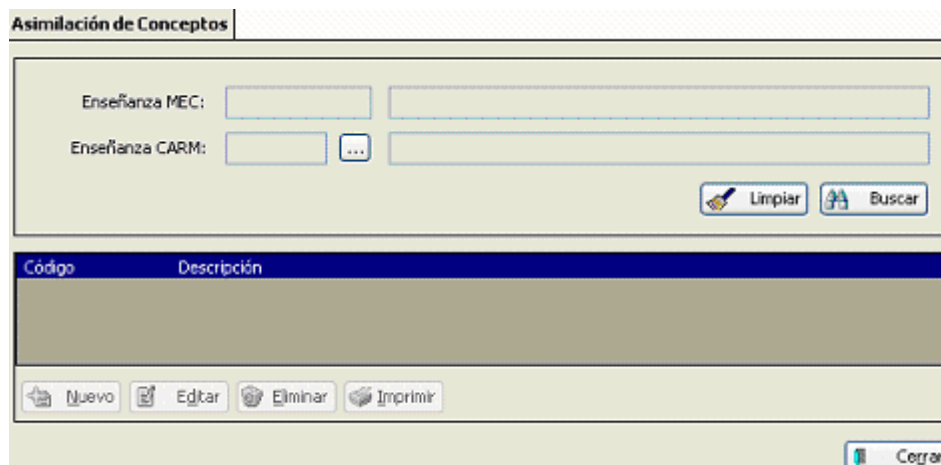 Asimilación de Conceptos
Enseñanza MEC:
Enseñanza CARM: ...
Limpiar Buscar
Código Descripción
Nuevo Editar Eliminar Imprimir
Cerrar